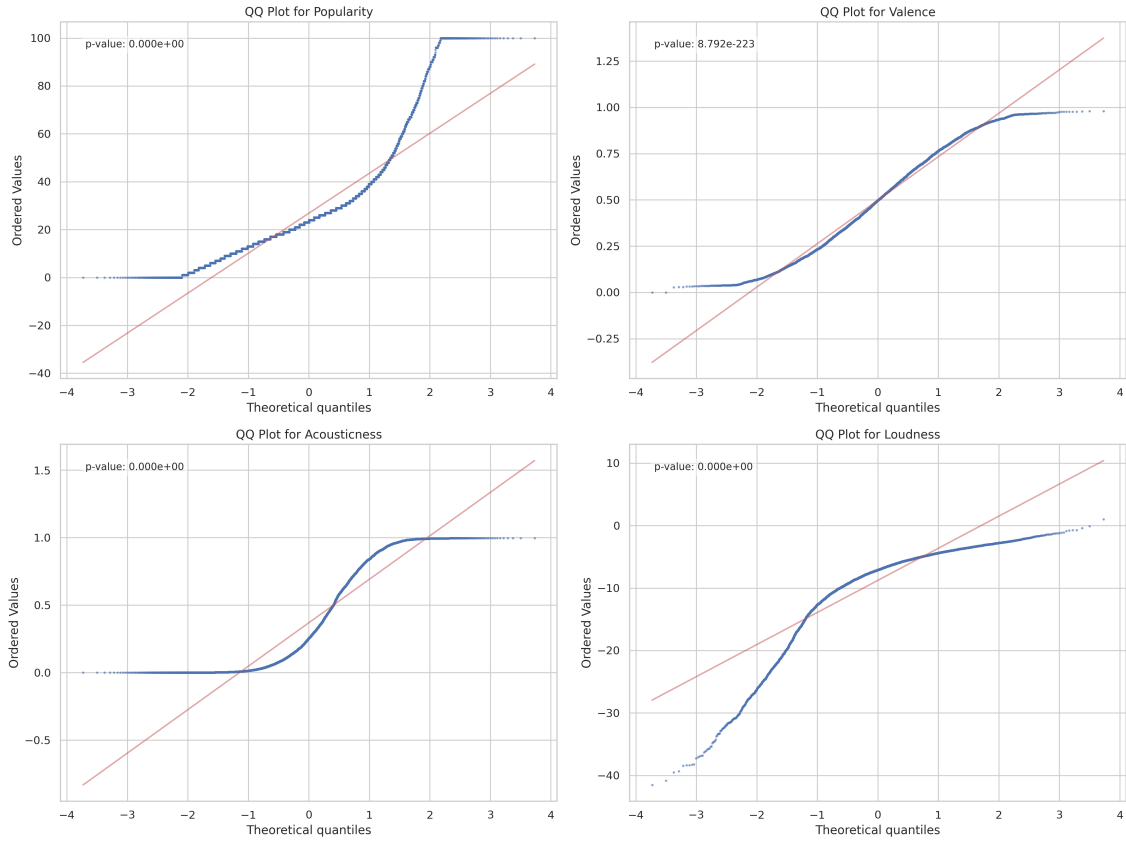 QQ Plot for Popularity
p-value: 0.000e+00
100
80
60
40
20
0
−20
−40
Ordered Values
−4 −3 −2 −1 0 1 2 3 4
Theoretical quantiles
QQ Plot for Valence
p-value: 8.792e-223
1.25
1.00
0.75
0.50
0.25
0.00
−0.25
Ordered Values
−4 −3 −2 −1 0 1 2 3 4
Theoretical quantiles
QQ Plot for Acousticness
p-value: 0.000e+00
1.5
1.0
0.5
0.0
−0.5
Ordered Values
−4 −3 −2 −1 0 1 2 3 4
Theoretical quantiles
QQ Plot for Loudness
p-value: 0.000e+00
10
0
−10
−20
−30
−40
Ordered Values
−4 −3 −2 −1 0 1 2 3 4
Theoretical quantiles